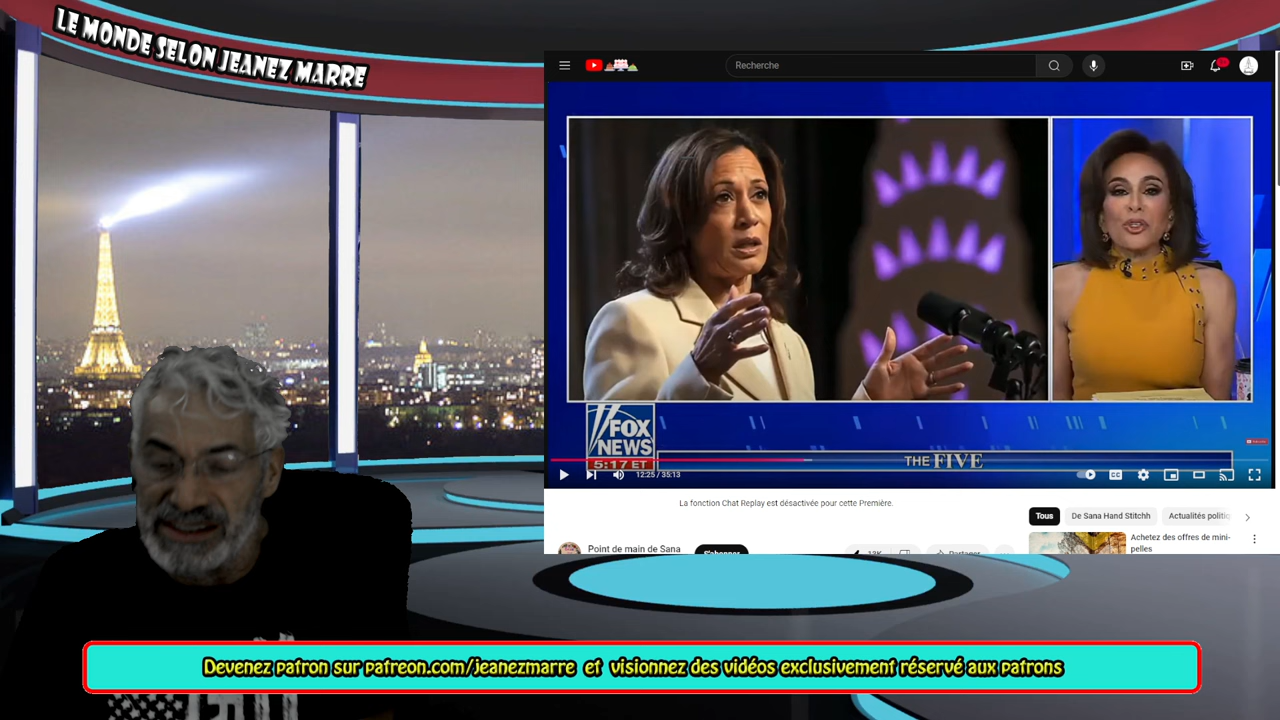 LE MONDE SELON JEANEZ MARRE
Recherche
FOX
NEWS
5:17 ET
THE FIVE
12:25 / 35:13
La fonction Chat Replay est désactivée pour cette Première.
Tous
De Sana Hand Stitchh
Actualités politiq
Point de main de Sana
S'abonner
13K
Partager
Achetez des offres de mini-
pelles
Devenez patron sur patreon.com/jeanezmarre et visionnez des vidéos exclusivement réservé aux patrons